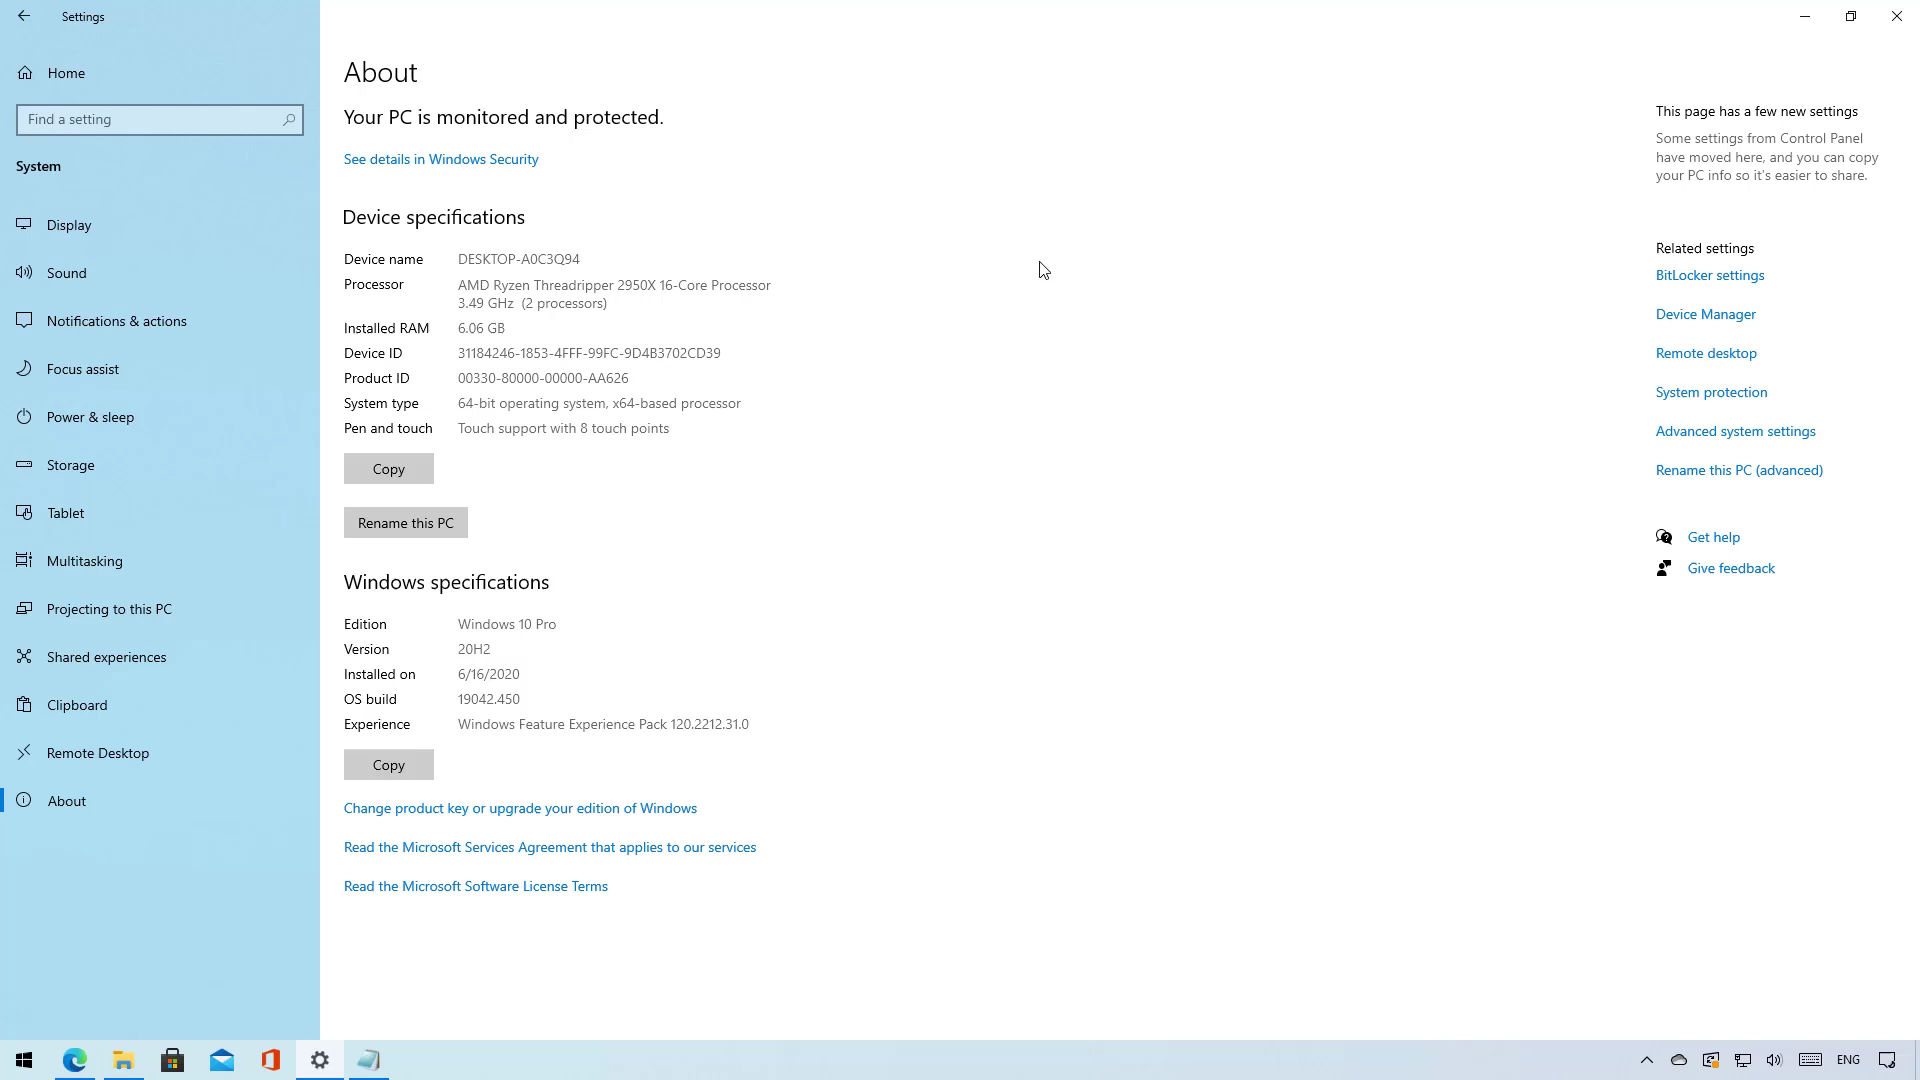 Settings
Home
Find a setting
System
Display
Sound
Notifications & actions
Focus assist
Power & sleep
Storage
Tablet
Multitasking
Projecting to this PC
Shared experiences
Clipboard
Remote Desktop
About
About
Your PC is monitored and protected.
See details in Windows Security
Device specifications
Device name DESKTOP-A0C3Q94
Processor AMD Ryzen Threadripper 2950X 16-Core Processor
3.49 GHz (2 processors)
Installed RAM 6.06 GB
Device ID 31184246-1853-4FFF-99FC-9D4B3702CD39
Product ID 00330-80000-00000-AA626
System type 64-bit operating system, x64-based processor
Pen and touch Touch support with 8 touch points
Copy
Rename this PC
Windows specifications
Edition Windows 10 Pro
Version 20H2
Installed on 6/16/2020
OS build 19042.450
Experience Windows Feature Experience Pack 120.2212.31.0
Copy
Change product key or upgrade your edition of Windows
Read the Microsoft Services Agreement that applies to our services
Read the Microsoft Software License Terms
This page has a few new settings
Some settings from Control Panel
have moved here, and you can copy
your PC info so it's easier to share.
Related settings
BitLocker settings
Device Manager
Remote desktop
System protection
Advanced system settings
Rename this PC (advanced)
Get help
Give feedback
ENG